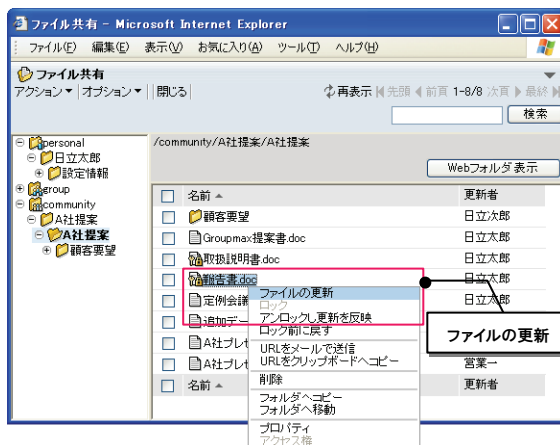 ファイル共有 - Microsoft Internet Explorer
ファイル(F) 編集(E) 表示(V) お気に入り(A) ツール(T) ヘルプ(H)
ファイル共有
アクション▼ オプション▼ 閉じる 再表示 先頭 前頁 1-8/8 次頁 最終
検索
personal
日立太郎
設定情報
group
community
A社提案
A社提案
顧客要望
/community/A社提案/A社提案
Webフォルダ表示
名前 更新者
顧客要望 日立次郎
Groupmax提案書.doc 日立次郎
取扱説明書.doc 日立太郎
報告書.doc 日立太郎
定例会議 日立太郎
追加デー
A社プレゼ
A社プレゼ 営業一
名前 更新者
ファイルの更新
ロック
アンロックし更新を反映
ロック前に戻す
URLをメールで送信
URLをクリップボードへコピー
削除
フォルダへコピー
フォルダへ移動
プロパティ
アクセス権
ファイルの更新